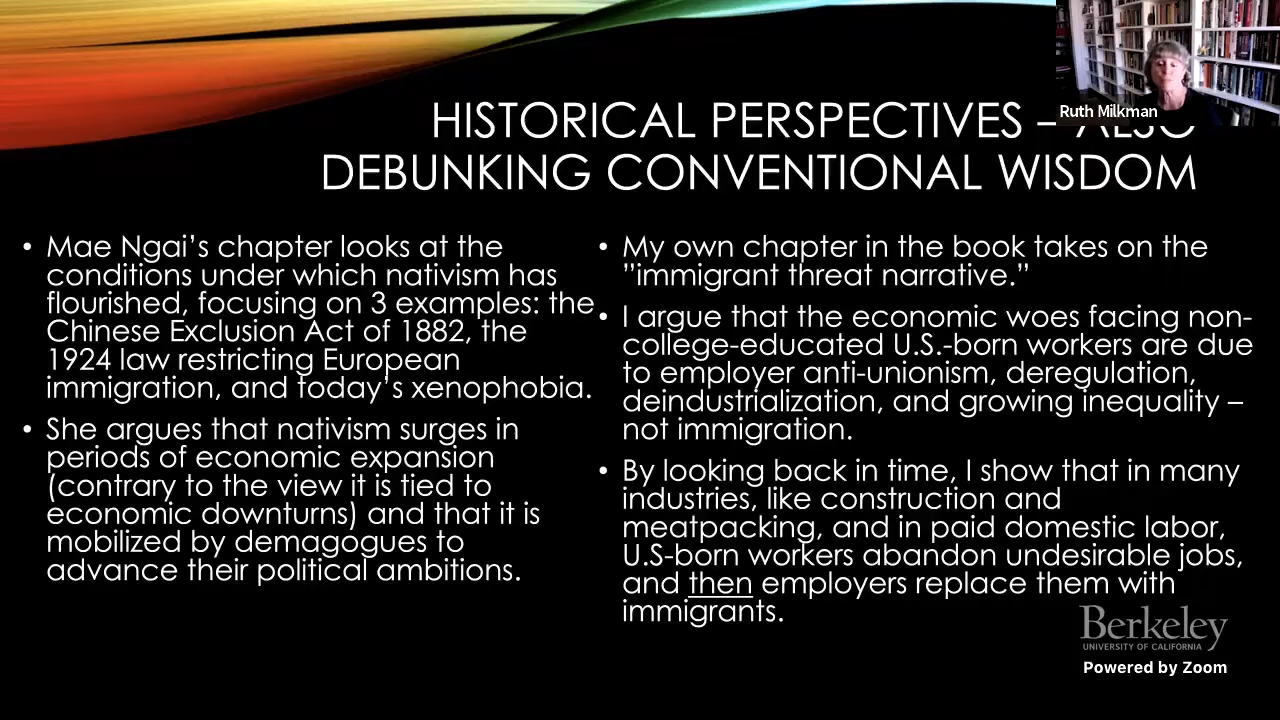 Ruth Milkman
HISTORICAL PERSPECTIVES – ALSO
DEBUNKING CONVENTIONAL WISDOM
• Mae Ngai’s chapter looks at the
conditions under which nativism has
flourished, focusing on 3 examples: the
Chinese Exclusion Act of 1882, the
1924 law restricting European
immigration, and today’s xenophobia.
• She argues that nativism surges in
periods of economic expansion
(contrary to the view it is tied to
economic downturns) and that it is
mobilized by demagogues to
advance their political ambitions.
• My own chapter in the book takes on the
”immigrant threat narrative.”
• I argue that the economic woes facing non-
college-educated U.S.-born workers are due
to employer anti-unionism, deregulation,
deindustrialization, and growing inequality –
not immigration.
• By looking back in time, I show that in many
industries, like construction and
meatpacking, and in paid domestic labor,
U.S-born workers abandon undesirable jobs,
and then employers replace them with
immigrants.
Berkeley
UNIVERSITY OF CALIFORNIA
Powered by Zoom